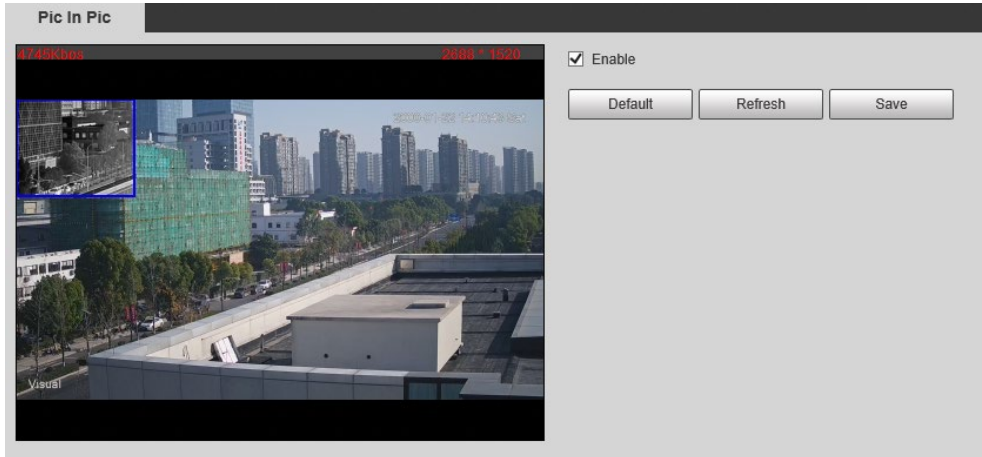 Pic In Pic
4745Kbps 2688 * 1520
Enable
Default Refresh Save
Visual